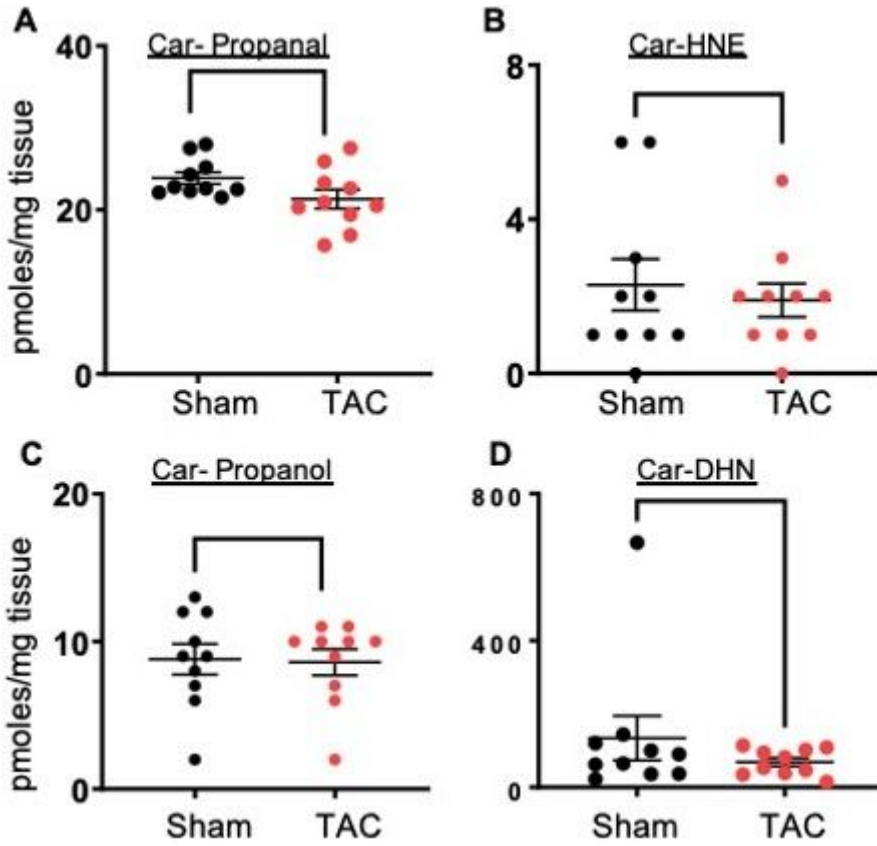 A
Car- Propanal
pmoles/mg tissue
40
20
0
Sham TAC
B
Car-HNE
8
4
0
Sham TAC
C
Car- Propanol
pmoles/mg tissue
20
10
0
Sham TAC
D
Car-DHN
800
400
0
Sham TAC